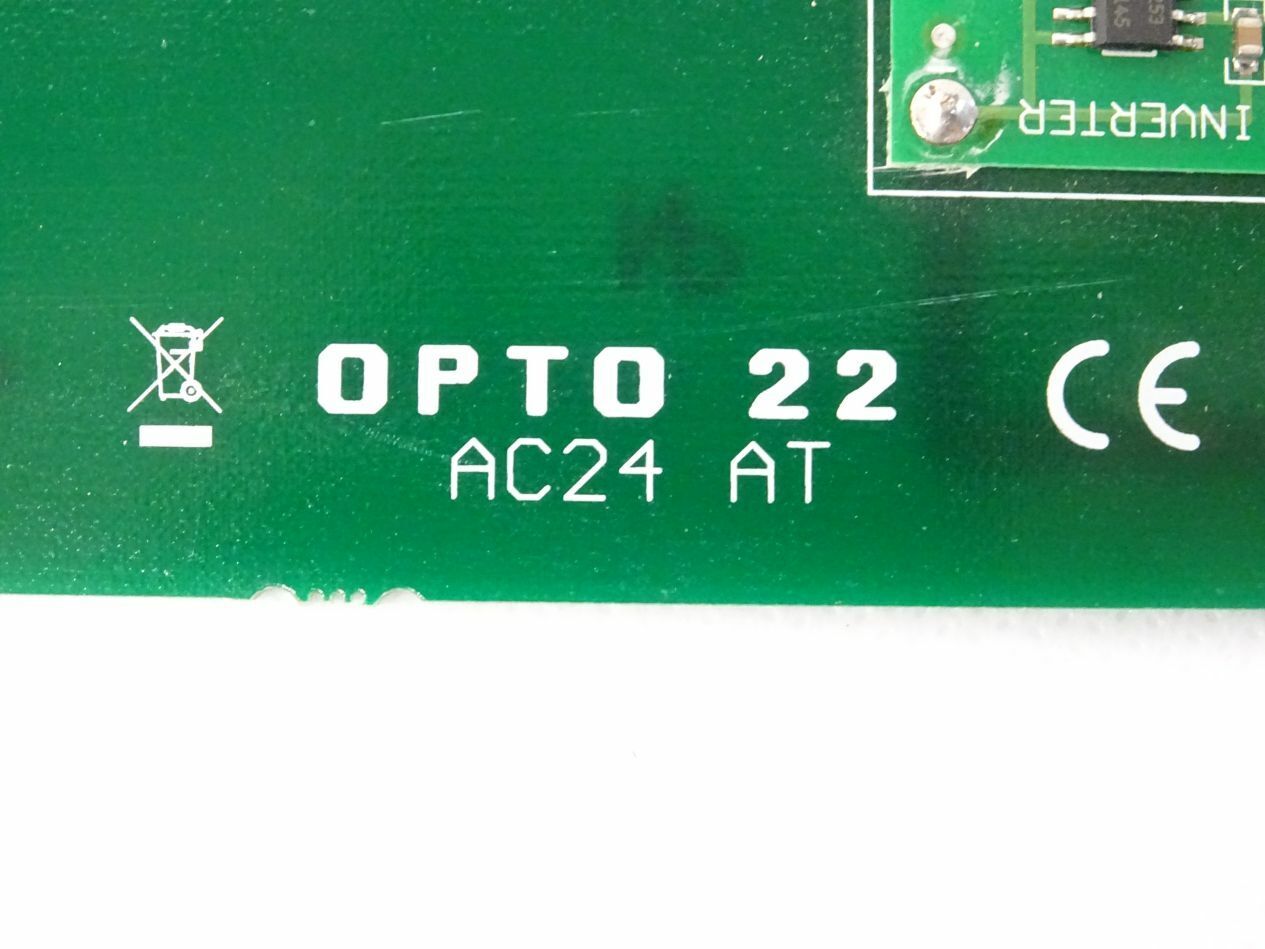 INVERTER
OPTO 22
CE
AC24 AT